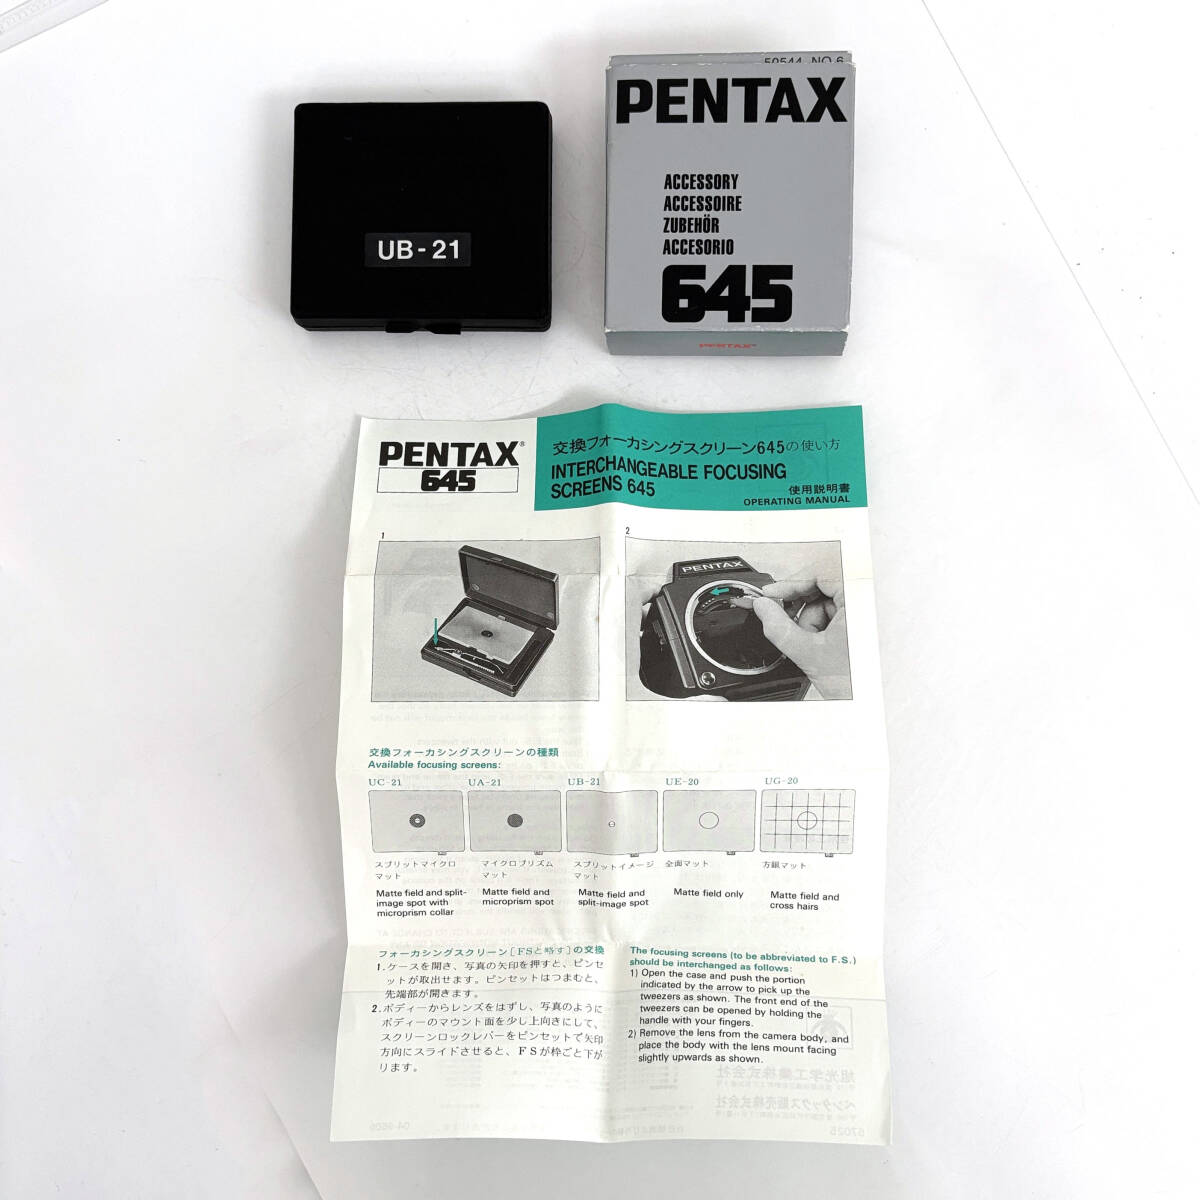 UB-21
50544 NO.6
PENTAX
ACCESSORY
ACCESSOIRE
ZUBEHÖR
ACCESORIO
645
PENTAX®
PENTAX®
645
交換フォーカシングスクリーン645の使い方
INTERCHANGEABLE FOCUSING
SCREENS 645
使用説明書
OPERATING MANUAL
1
2
PENTAX
交換フォーカシングスクリーンの種類
Available focusing screens:
UC-21
UA-21
UB-21
UE-20
UG-20
スプリットマイクロ
マット
マイクロプリズム
マット
スプリットイメージ
マット
全面マット
方眼マット
Matte field and split-
image spot with
microprism collar
Matte field and
microprism spot
Matte field and
split-image spot
Matte field only
Matte field and
cross hairs
フォーカシングスクリーン[FSと略す]の交換
1.ケースを開き、写真の矢印を押すと、ピンセ
ットが取出せます。ピンセットはつまむと、
先端部が開きます。
2.ボディーからレンズをはずし、写真のように
ボディーのマウント面を少し上向きにして、
スクリーンロックレバーをピンセットで矢印
方向にスライドさせると、FSが枠ごと下が
ります。
The focusing screens (to be abbreviated to F.S.)
should be interchanged as follows:
1) Open the case and push the portion
indicated by the arrow to pick up the
tweezers as shown. The front end of the
tweezers can be opened by holding the
handle with your fingers.
2) Remove the lens from the camera body, and
place the body with the lens mount facing
slightly upwards as shown.
旭光学工業株式会社
ペンタックス販売株式会社
57025